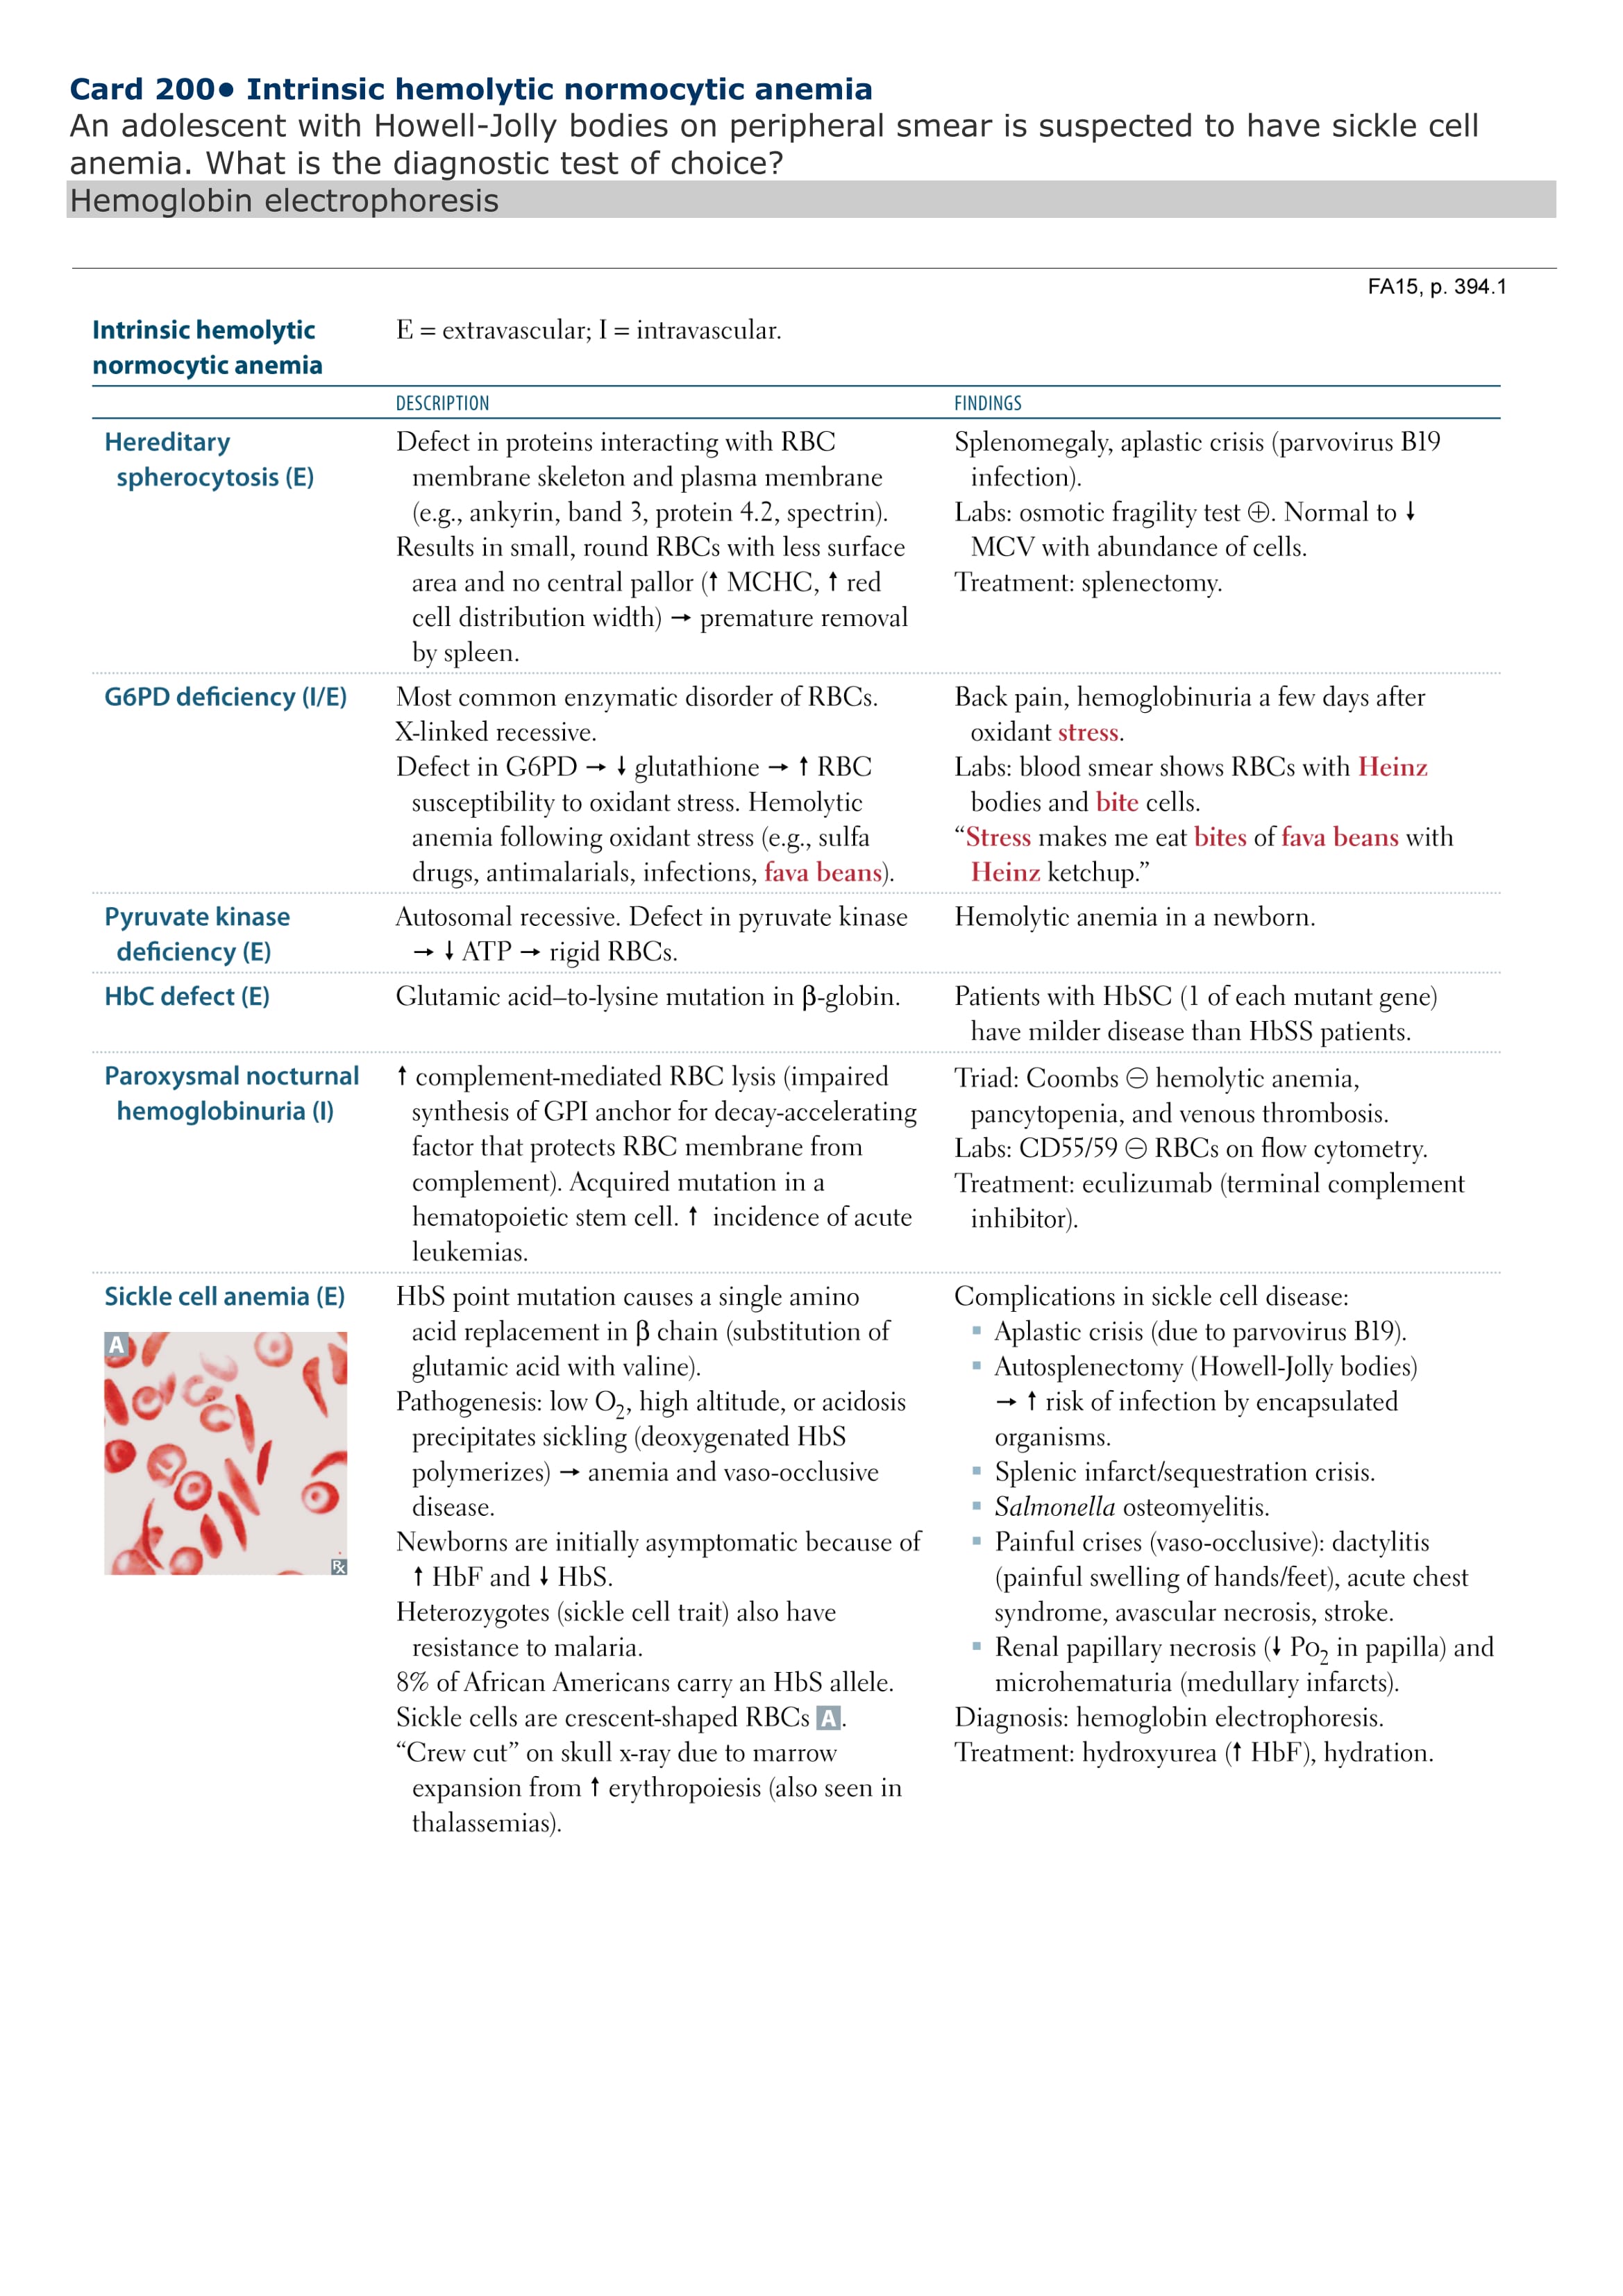 Card 200● Intrinsic hemolytic normocytic anemia
An adolescent with Howell-Jolly bodies on peripheral smear is suspected to have sickle cell
anemia. What is the diagnostic test of choice?
Hemoglobin electrophoresis
FA15, p. 394.1
Intrinsic hemolytic
normocytic anemia
E = extravascular; I = intravascular.
DESCRIPTION
FINDINGS
Hereditary
spherocytosis (E)
Defect in proteins interacting with RBC
membrane skeleton and plasma membrane
(e.g., ankyrin, band 3, protein 4.2, spectrin).
Results in small, round RBCs with less surface
area and no central pallor (↑ MCHC, ↑ red
cell distribution width) → premature removal
by spleen.
Splenomegaly, aplastic crisis (parvovirus B19
infection).
Labs: osmotic fragility test ⊕. Normal to ↓
MCV with abundance of cells.
Treatment: splenectomy.
G6PD deficiency (I/E)
Most common enzymatic disorder of RBCs.
X-linked recessive.
Defect in G6PD → ↓ glutathione → ↑ RBC
susceptibility to oxidant stress. Hemolytic
anemia following oxidant stress (e.g., sulfa
drugs, antimalarials, infections, fava beans).
Back pain, hemoglobinuria a few days after
oxidant stress.
Labs: blood smear shows RBCs with Heinz
bodies and bite cells.
“Stress makes me eat bites of fava beans with
Heinz ketchup.”
Pyruvate kinase
deficiency (E)
Autosomal recessive. Defect in pyruvate kinase
→ ↓ ATP → rigid RBCs.
Hemolytic anemia in a newborn.
HbC defect (E)
Glutamic acid–to-lysine mutation in β-globin.
Patients with HbSC (1 of each mutant gene)
have milder disease than HbSS patients.
Paroxysmal nocturnal
hemoglobinuria (I)
↑ complement-mediated RBC lysis (impaired
synthesis of GPI anchor for decay-accelerating
factor that protects RBC membrane from
complement). Acquired mutation in a
hematopoietic stem cell. ↑ incidence of acute
leukemias.
Triad: Coombs ⊖ hemolytic anemia,
pancytopenia, and venous thrombosis.
Labs: CD55/59 ⊖ RBCs on flow cytometry.
Treatment: eculizumab (terminal complement
inhibitor).
Sickle cell anemia (E)
A
Rx
HbS point mutation causes a single amino
acid replacement in β chain (substitution of
glutamic acid with valine).
Pathogenesis: low O₂, high altitude, or acidosis
precipitates sickling (deoxygenated HbS
polymerizes) → anemia and vaso-occlusive
disease.
Newborns are initially asymptomatic because of
↑ HbF and ↓ HbS.
Heterozygotes (sickle cell trait) also have
resistance to malaria.
8% of African Americans carry an HbS allele.
Sickle cells are crescent-shaped RBCs A.
“Crew cut” on skull x-ray due to marrow
expansion from ↑ erythropoiesis (also seen in
thalassemias).
Complications in sickle cell disease:
▪ Aplastic crisis (due to parvovirus B19).
▪ Autosplenectomy (Howell-Jolly bodies)
→ ↑ risk of infection by encapsulated
organisms.
▪ Splenic infarct/sequestration crisis.
▪ Salmonella osteomyelitis.
▪ Painful crises (vaso-occlusive): dactylitis
(painful swelling of hands/feet), acute chest
syndrome, avascular necrosis, stroke.
▪ Renal papillary necrosis (↓ Po₂ in papilla) and
microhematuria (medullary infarcts).
Diagnosis: hemoglobin electrophoresis.
Treatment: hydroxyurea (↑ HbF), hydration.